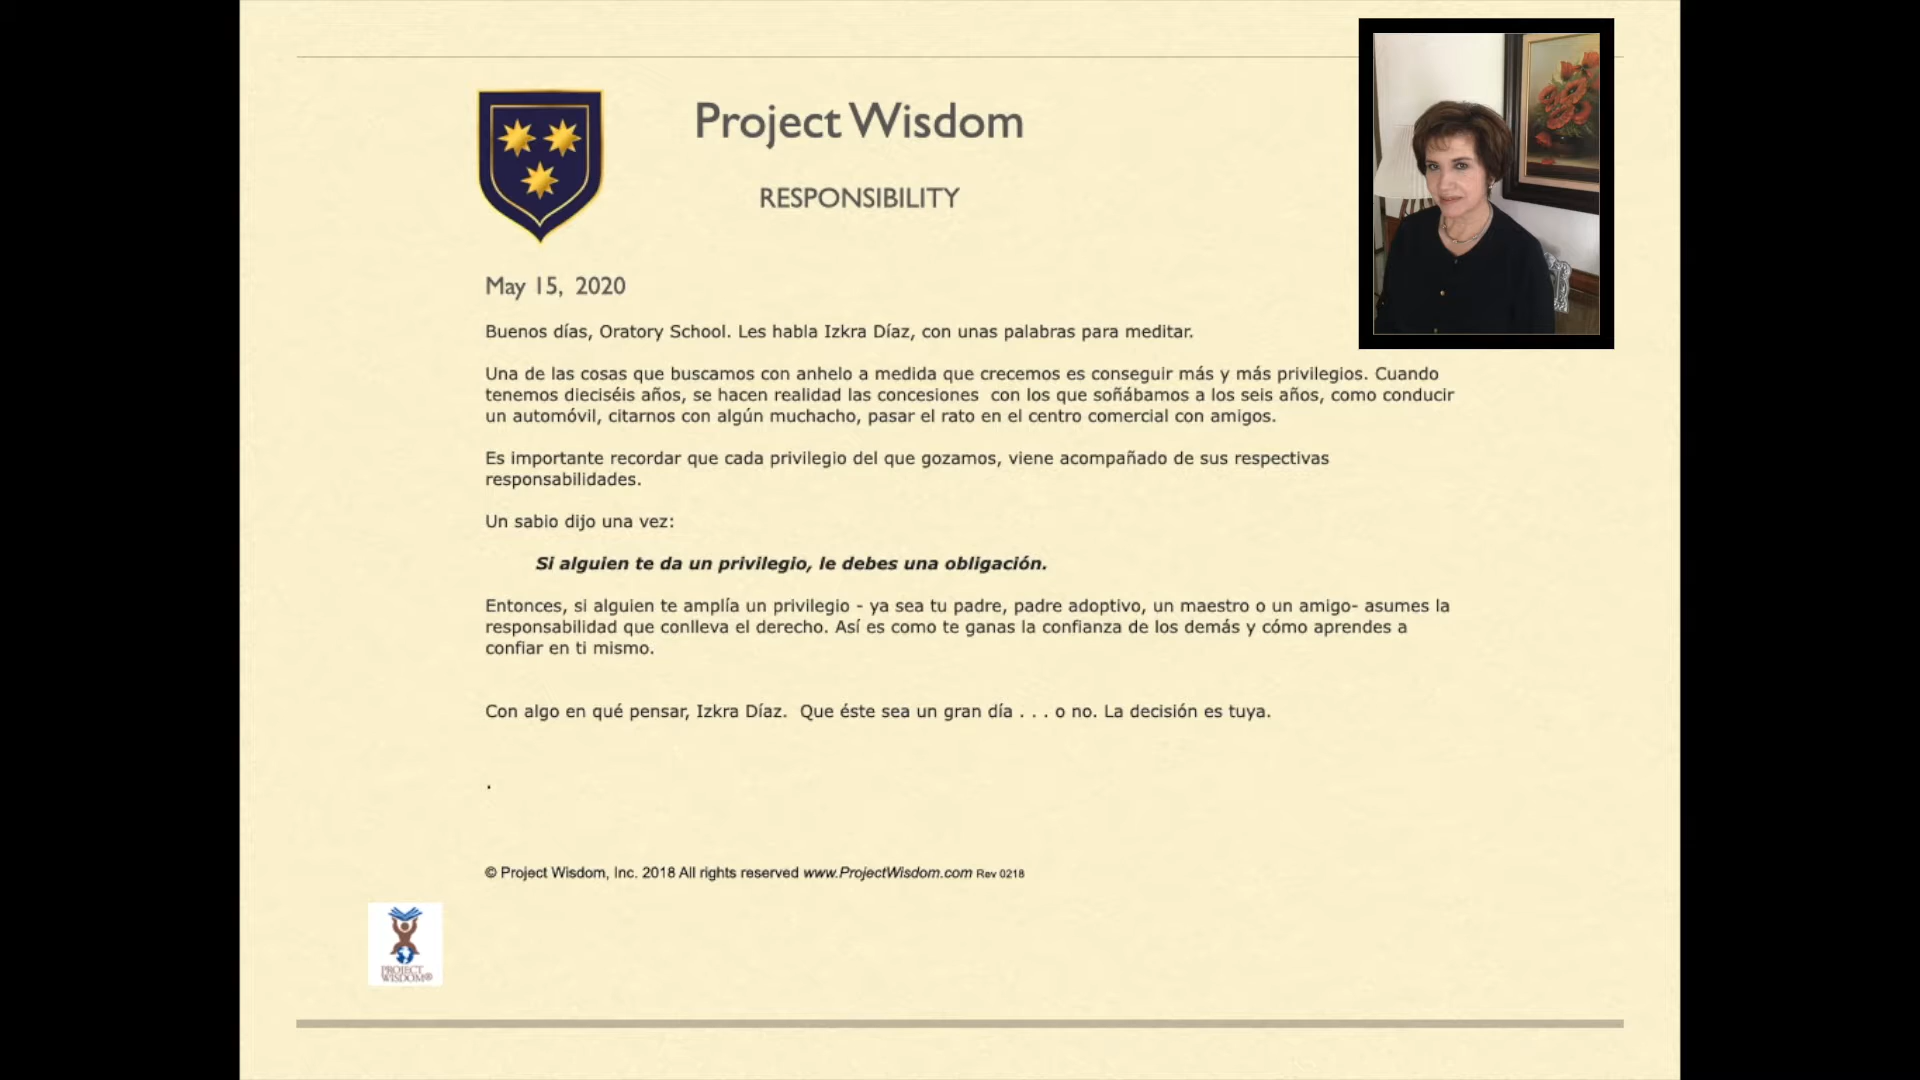 Project Wisdom
RESPONSIBILITY
May 15, 2020
Buenos días, Oratory School. Les habla Izkra Díaz, con unas palabras para meditar.
Una de las cosas que buscamos con anhelo a medida que crecemos es conseguir más y más privilegios. Cuando
tenemos dieciséis años, se hacen realidad las concesiones con los que soñábamos a los seis años, como conducir
un automóvil, citarnos con algún muchacho, pasar el rato en el centro comercial con amigos.
Es importante recordar que cada privilegio del que gozamos, viene acompañado de sus respectivas
responsabilidades.
Un sabio dijo una vez:
Si alguien te da un privilegio, le debes una obligación.
Entonces, si alguien te amplía un privilegio - ya sea tu padre, padre adoptivo, un maestro o un amigo- asumes la
responsabilidad que conlleva el derecho. Así es como te ganas la confianza de los demás y cómo aprendes a
confiar en ti mismo.
Con algo en qué pensar, Izkra Díaz. Que éste sea un gran día . . . o no. La decisión es tuya.
.
© Project Wisdom, Inc. 2018 All rights reserved www.ProjectWisdom.com Rev 0218
PROJECT
WISDOM®